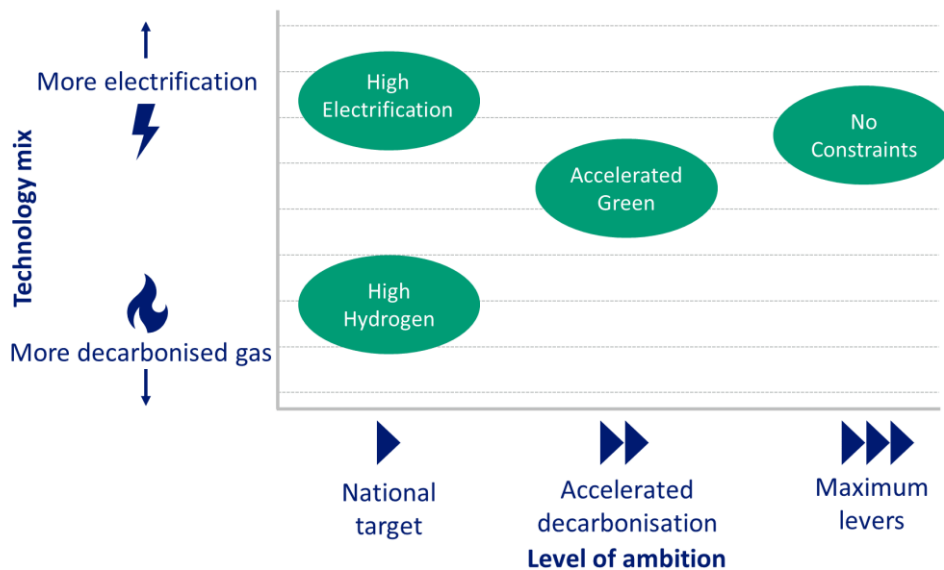 More electrification
Technology mix
More decarbonised gas
High
Electrification
No
Constraints
Accelerated
Green
High
Hydrogen
National
target
Accelerated
decarbonisation
Maximum
levers
Level of ambition